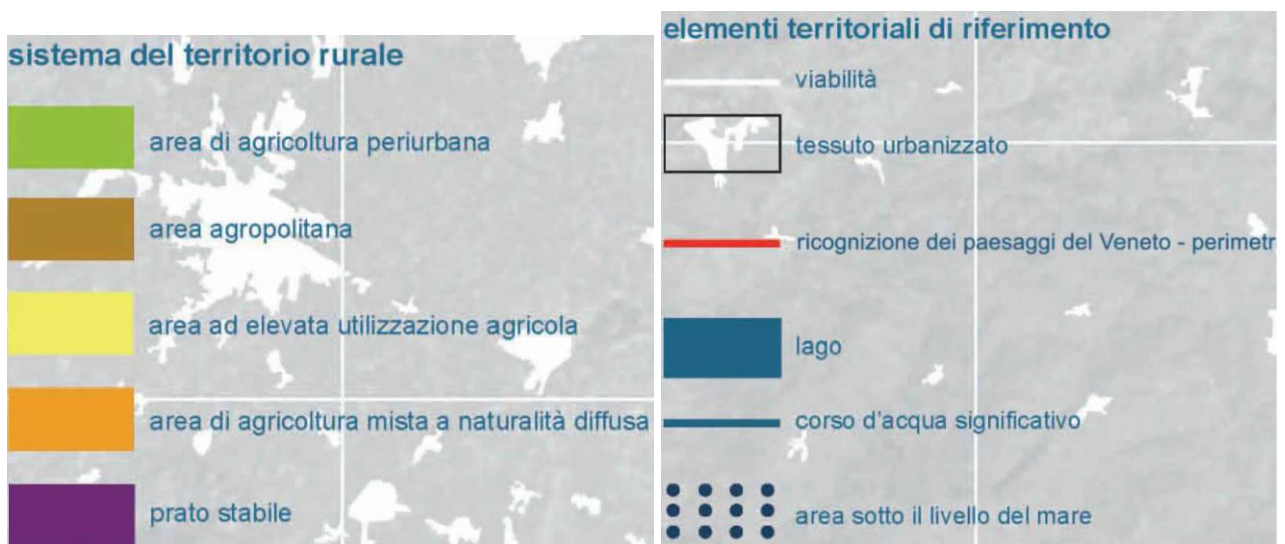 sistema del territorio rurale
area di agricoltura periurbana
area agropolitana
area ad elevata utilizzazione agricola
area di agricoltura mista a naturalità diffusa
prato stabile
elementi territoriali di riferimento
viabilità
tessuto urbanizzato
ricognizione dei paesaggi del Veneto - perimetr
lago
corso d'acqua significativo
area sotto il livello del mare